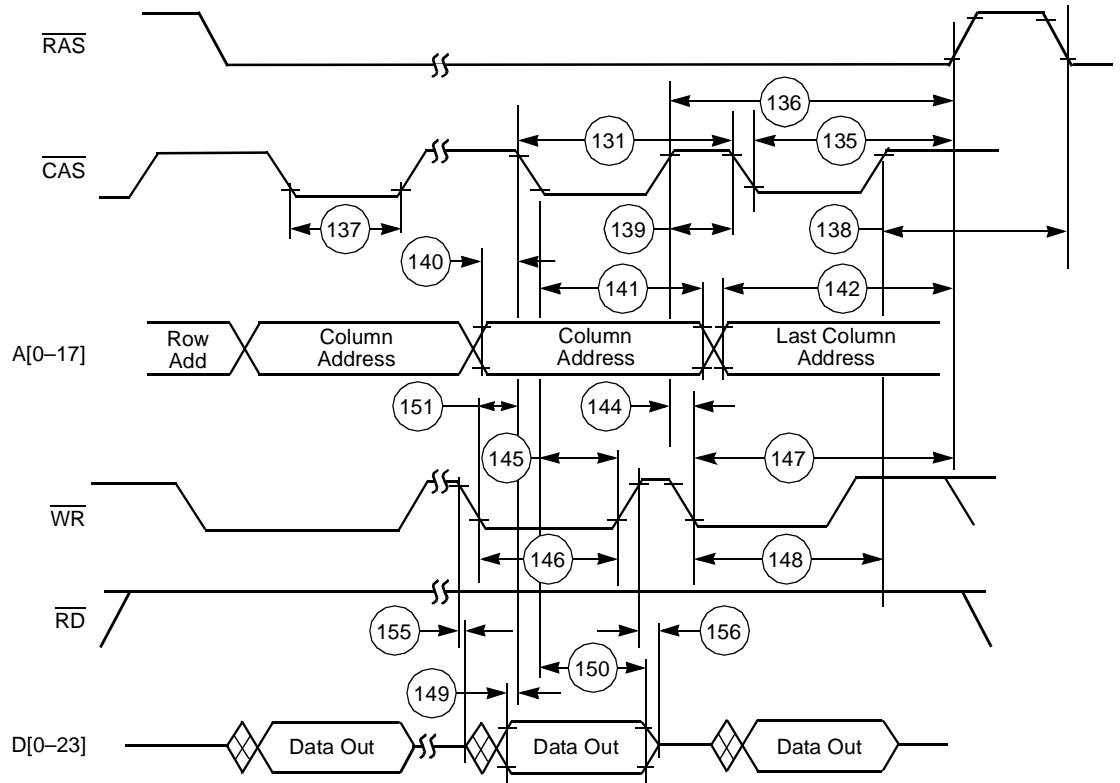 RAS
136
131
135
CAS
137
139
138
140
141
142
A[0–17]
Row
Add
Column
Address
Column
Address
Last Column
Address
151
144
145
147
WR
146
148
RD
155
156
150
149
D[0–23]
Data Out
Data Out
Data Out